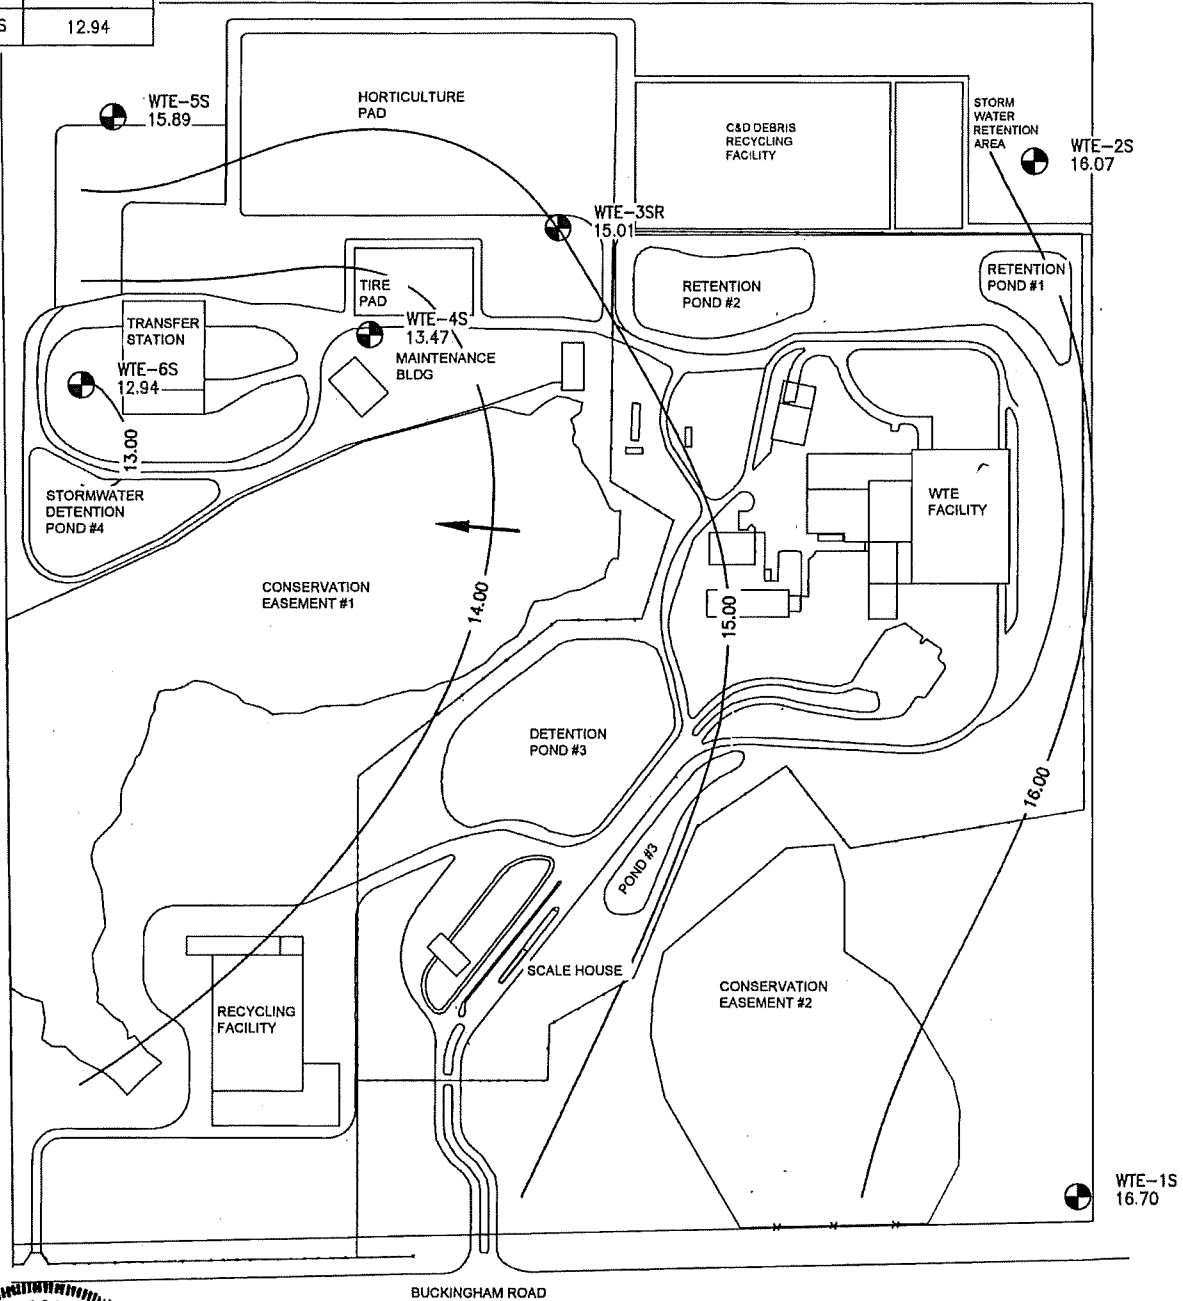 S 12.94
WTE-5S
15.89
HORTICULTURE
PAD
C&D DEBRIS
RECYCLING
FACILITY
STORM
WATER
RETENTION
AREA
WTE-2S
16.07
WTE-3SR
15.01
RETENTION
POND #2
RETENTION
POND #1
TIRE
PAD
TRANSFER
STATION
WTE-4S
13.47
MAINTENANCE
BLDG
WTE-6S
12.94
13.00
STORMWATER
DETENTION
POND #4
WTE
FACILITY
CONSERVATION
EASEMENT #1
14.00
15.00
DETENTION
POND #3
16.00
POND #3
SCALE HOUSE
CONSERVATION
EASEMENT #2
RECYCLING
FACILITY
WTE-1S
16.70
BUCKINGHAM ROAD